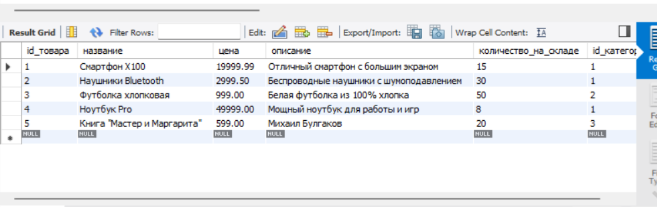 Result Grid Filter Rows: Edit: Export/Import: Wrap Cell Content:
id_товара название цена описание количество_на_складе id_категор
1 Смартфон X100 19999.99 Отличный смартфон с большим экраном 15 1
2 Наушники Bluetooth 2999.50 Беспроводные наушники с шумоподавлением 30 1
3 Футболка хлопковая 999.00 Белая футболка из 100% хлопка 50 2
4 Ноутбук Pro 49999.00 Мощный ноутбук для работы и игр 8 1
5 Книга "Мастер и Маргарита" 599.00 Михаил Булгаков 20 3
NULL NULL NULL NULL NULL NULL